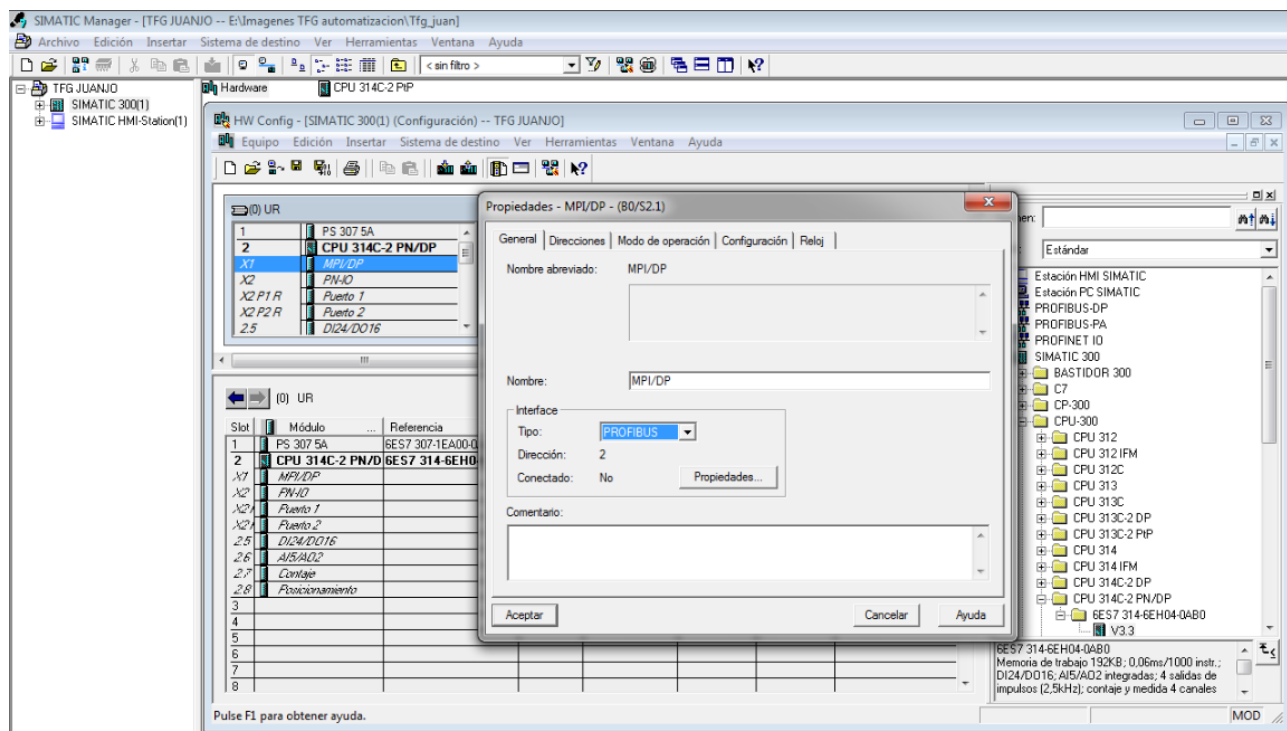 SIMATIC Manager - [TFG JUANJO -- E:\Imagenes TFG automatizacion\Tfg_juan]
Archivo Edición Insertar Sistema de destino Ver Herramientas Ventana Ayuda
< sin filtro >
TFG JUANJO
SIMATIC 300(1)
SIMATIC HMI-Station(1)
Hardware CPU 314C-2 PtP
HW Config - [SIMATIC 300(1) (Configuración) -- TFG JUANJO]
Equipo Edición Insertar Sistema de destino Ver Herramientas Ventana Ayuda
(0) UR
1 PS 307 5A
2 CPU 314C-2 PN/DP
X1 MPI/DP
X2 PN-IO
X2 P1 R Puerto 1
X2 P2 R Puerto 2
2.5 DI24/DO16
(0) UR
Slot Módulo ... Referencia
1 PS 307 5A 6ES7 307-1EA00-0
2 CPU 314C-2 PN/D 6ES7 314-6EH0
X1 MPI/DP
X2 PN-IO
X2 Puerto 1
X2 Puerto 2
2.5 DI24/DO16
2.6 AI5/AO2
2.7 Contaje
2.8 Posicionamiento
3
4
5
6
7
8
Propiedades - MPI/DP - (B0/S2.1)
General Direcciones Modo de operación Configuración Reloj
Nombre abreviado: MPI/DP
Nombre: MPI/DP
Interface
Tipo: PROFIBUS
Dirección: 2
Conectado: No Propiedades...
Comentario:
Aceptar Cancelar Ayuda
en:
: Estándar
Estación HMI SIMATIC
Estación PC SIMATIC
PROFIBUS-DP
PROFIBUS-PA
PROFINET IO
SIMATIC 300
BASTIDOR 300
C7
CP-300
CPU-300
CPU 312
CPU 312 IFM
CPU 312C
CPU 313
CPU 313C
CPU 313C-2 DP
CPU 313C-2 PtP
CPU 314
CPU 314 IFM
CPU 314C-2 DP
CPU 314C-2 PN/DP
6ES7 314-6EH04-0AB0
V3.3
6ES7 314-6EH04-0AB0
Memoria de trabajo 192KB; 0,06ms/1000 instr.;
DI24/DO16; AI5/AO2 integradas; 4 salidas de
impulsos (2,5kHz); contaje y medida 4 canales
Pulse F1 para obtener ayuda. MOD